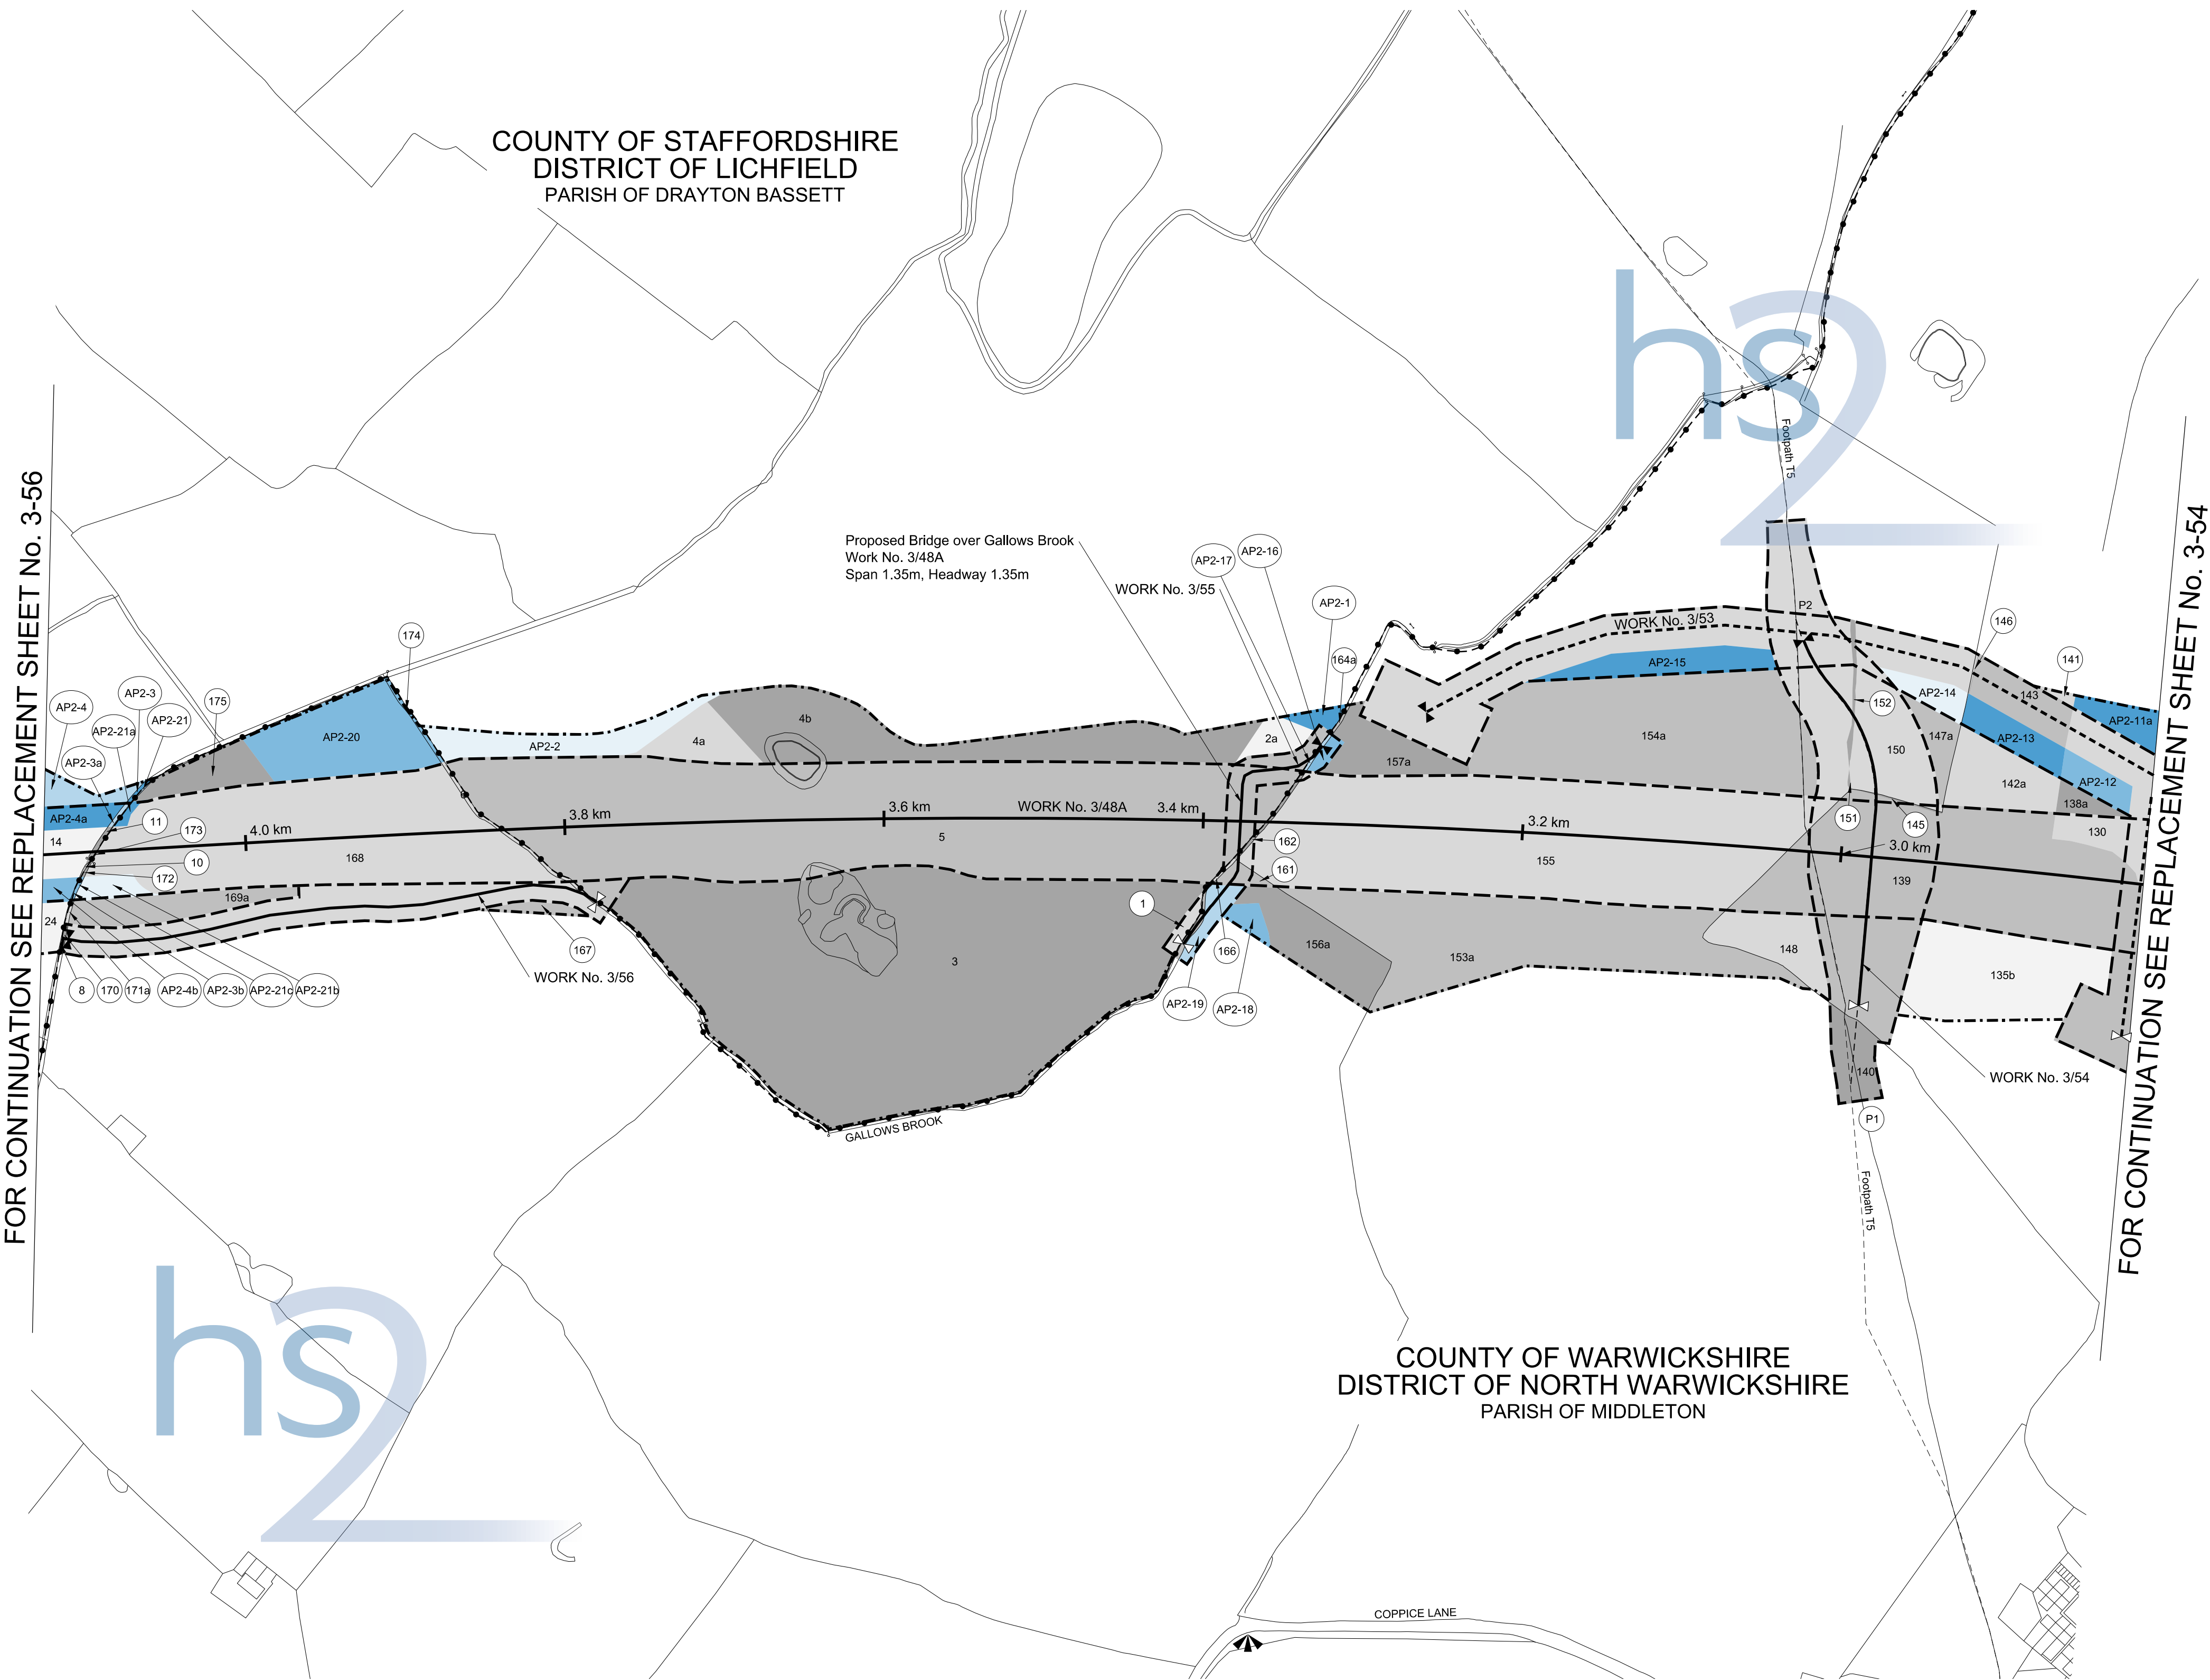 COUNTY OF STAFFORDSHIRE
DISTRICT OF LICHFIELD
PARISH OF DRAYTON BASSETT
hs2
FOR CONTINUATION SEE REPLACEMENT SHEET No. 3-56
FOR CONTINUATION SEE REPLACEMENT SHEET No. 3-54
Footpath T5
Proposed Bridge over Gallows Brook
Work No. 3/48A
Span 1.35m, Headway 1.35m
WORK No. 3/55
AP2-17
AP2-16
AP2-1
164a
174
175
AP2-3
AP2-4
AP2-21
AP2-21a
AP2-3a
AP2-20
AP2-2
4a
4b
2a
157a
WORK No. 3/53
P2
AP2-15
154a
146
141
143
152
AP2-14
AP2-11a
AP2-13
147a
150
AP2-12
142a
138a
130
151
145
AP2-4a
11
14
173
10
172
4.0 km
3.8 km
3.6 km
WORK No. 3/48A
3.4 km
3.2 km
3.0 km
168
5
162
155
161
139
169a
24
1
167
WORK No. 3/56
3
166
156a
153a
148
135b
8
170
171a
AP2-4b
AP2-3b
AP2-21c
AP2-21b
AP2-19
AP2-18
140
WORK No. 3/54
P1
GALLOWS BROOK
Footpath T5
hs2
COUNTY OF WARWICKSHIRE
DISTRICT OF NORTH WARWICKSHIRE
PARISH OF MIDDLETON
COPPICE LANE